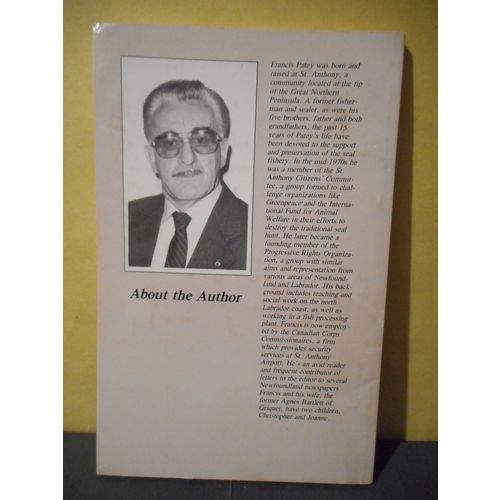 Francis Patey was born and
raised at St. Anthony, a
community located at the tip
of the Great Northern
Peninsula. A former fisher-
man and sealer, as were his
five brothers, father and both
grandfathers, the past 15
years of Patey's life have
been devoted to the support
and preservation of the seal
fishery. In the mid-1970s he
was a member of the St.
Anthony Citizens' Commit-
tee, a group formed to chal-
lenge organizations like
Greenpeace and the Interna-
tional Fund for Animal
Welfare in their efforts to
destroy the traditional seal
hunt. He later became a
founding member of the
Progressive Rights Organiza-
tion, a group with similar
aims and representation from
various areas of Newfound-
land and Labrador. His back-
ground includes teaching and
social work on the north
Labrador coast, as well as
working in a fish processing
plant. Francis is now employ-
ed by the Canadian Corps
Commissionaires, a firm
which provides security
services at St. Anthony
Airport. He's an avid reader
and frequent contributor of
letters to the editor to several
Newfoundland newspapers.
Francis and his wife, the
former Agnes Bartlett of
Griquet, have two children,
Christopher and Joanne.
About the Author